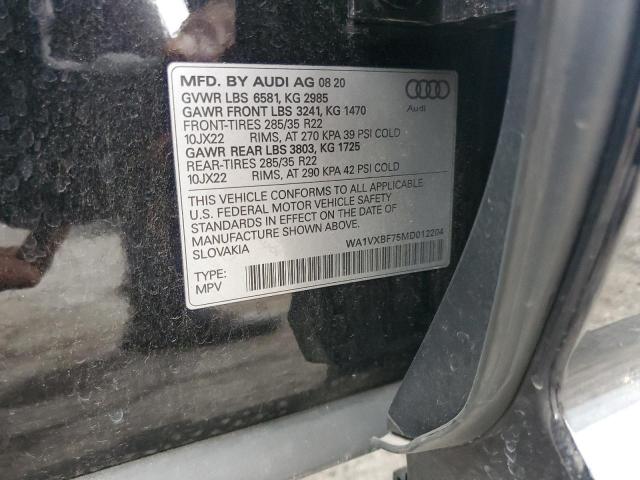 MFD. BY AUDI AG 08 20
GVWR LBS 6581, KG 2985
GAWR FRONT LBS 3241, KG 1470
FRONT-TIRES 285/35 R22
10JX22 RIMS, AT 270 KPA 39 PSI COLD
GAWR REAR LBS 3803, KG 1725
REAR-TIRES 285/35 R22
10JX22 RIMS, AT 290 KPA 42 PSI COLD
THIS VEHICLE CONFORMS TO ALL APPLICABLE
U.S. FEDERAL MOTOR VEHICLE SAFETY
STANDARDS IN EFFECT ON THE DATE OF
MANUFACTURE SHOWN ABOVE.
SLOVAKIA WA1VXBF75MD012204
TYPE:
MPV
Audi